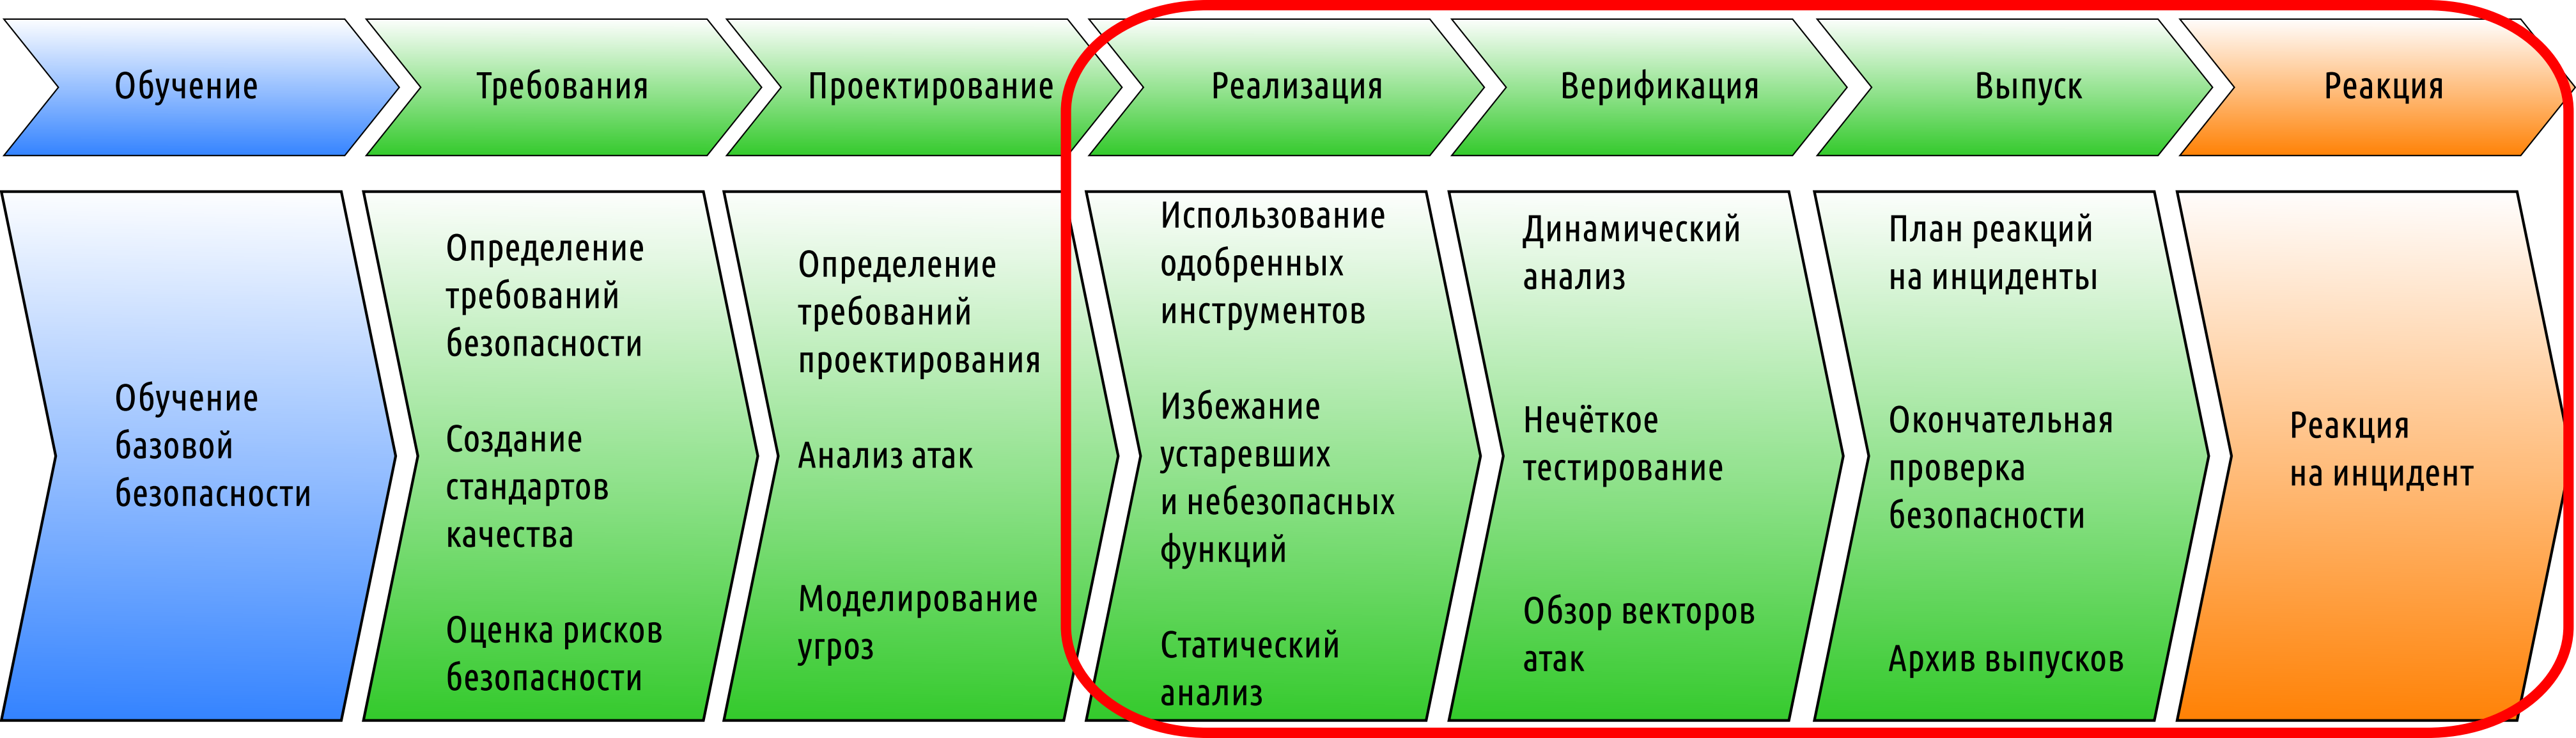 Обучение
Требования
Проектирование
Реализация
Верификация
Выпуск
Реакция
Обучение
базовой
безопасности
Определение
требований
безопасности
Создание
стандартов
качества
Оценка рисков
безопасности
Определение
требований
проектирования
Анализ атак
Моделирование
угроз
Использование
одобренных
инструментов
Избежание
устаревших
и небезопасных
функций
Статический
анализ
Динамический
анализ
Нечёткое
тестирование
Обзор векторов
атак
План реакций
на инциденты
Окончательная
проверка
безопасности
Архив выпусков
Реакция
на инцидент